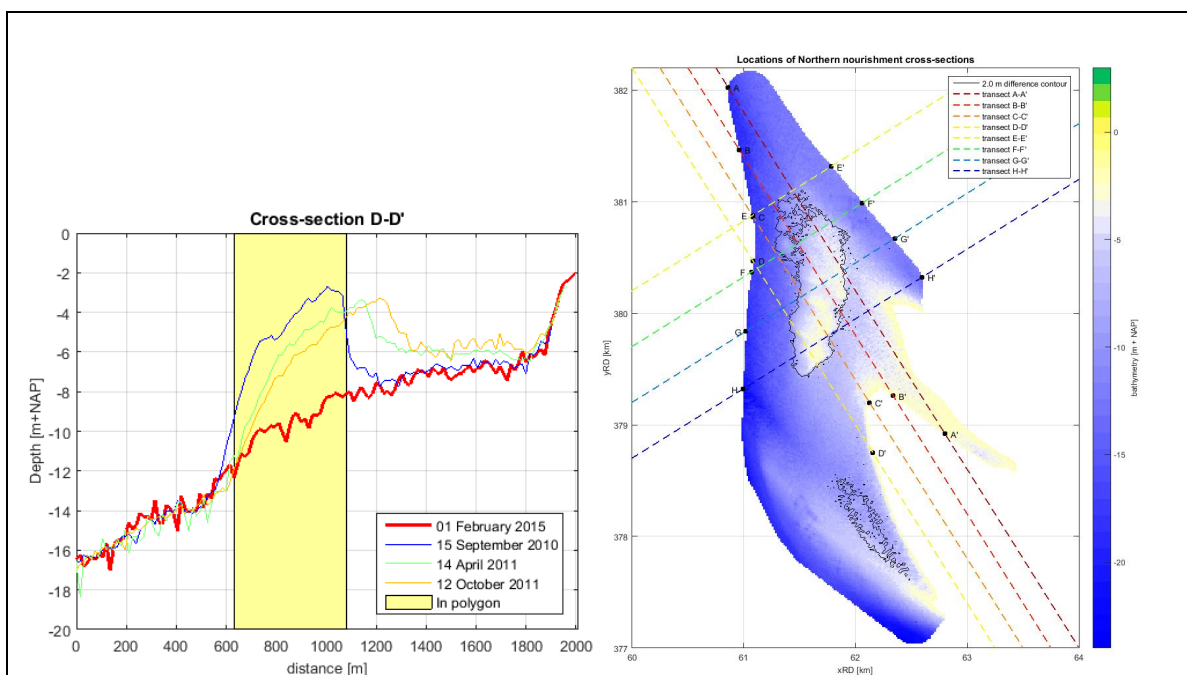 Cross-section D-D'
Depth [m+NAP]
0
-2
-4
-6
-8
-10
-12
-14
-16
-18
-20
0 200 400 600 800 1000 1200 1400 1600 1800 2000
distance [m]
01 February 2015
15 September 2010
14 April 2011
12 October 2011
In polygon
Locations of Northern nourishment cross-sections
yRD [km]
382
381
380
379
378
377
60 61 62 63 64
xRD [km]
2.0 m difference contour
transect A-A'
transect B-B'
transect C-C'
transect D-D'
transect E-E'
transect F-F'
transect G-G'
transect H-H'
A
B
E C
E'
D
F
F'
G
G'
H
H'
C'
B'
A'
D'
0
-5
-10
-15
-20
bathymetry [m + NAP]